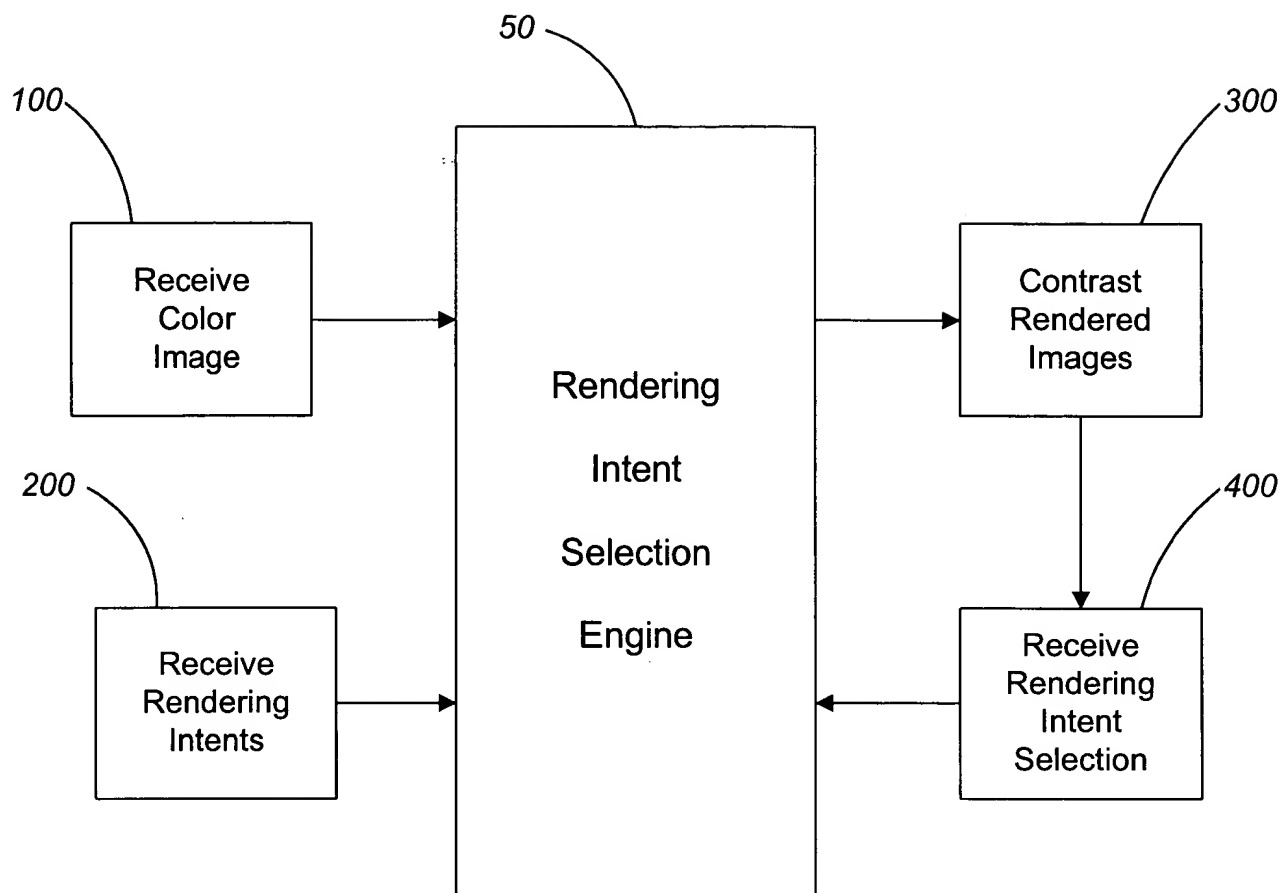 50
100
300
Receive
Color
Image
Contrast
Rendered
Images
Rendering
Intent
Selection
Engine
200
400
Receive
Rendering
Intents
Receive
Rendering
Intent
Selection